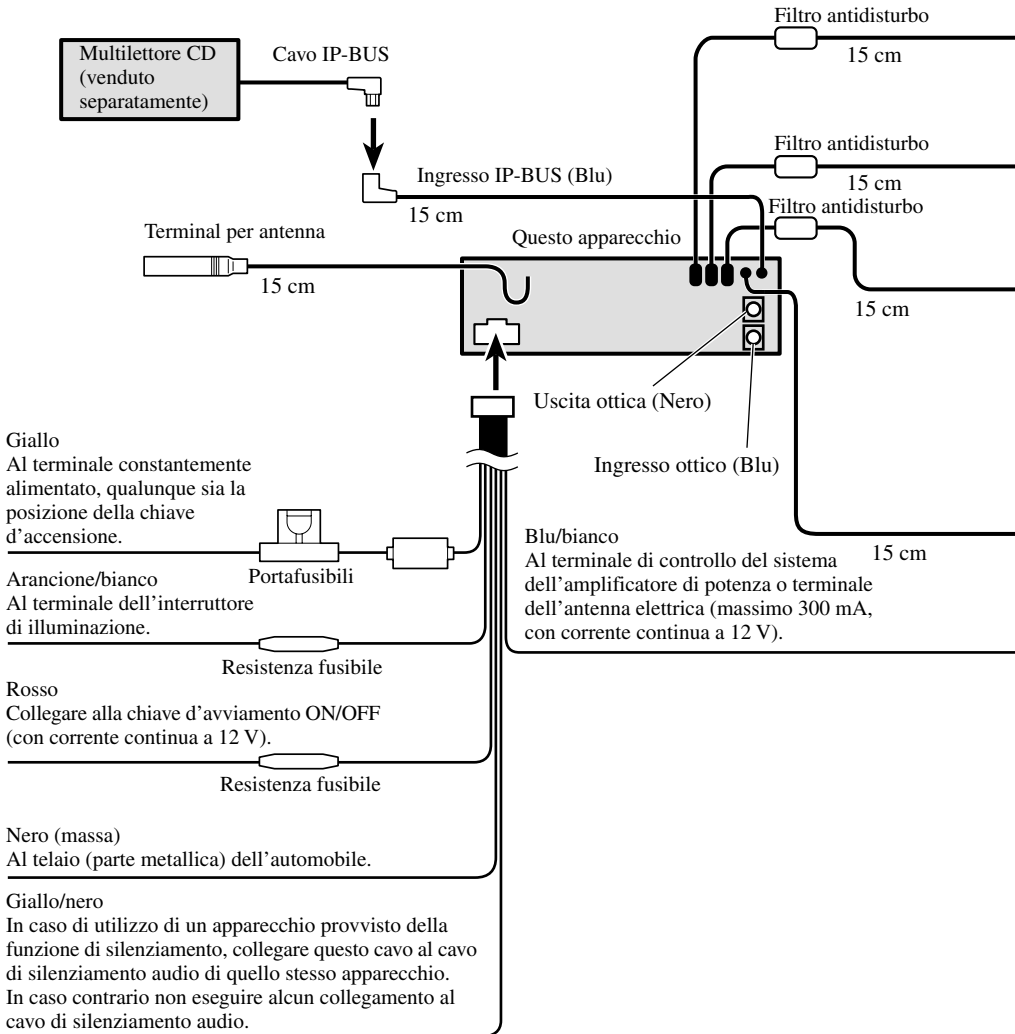 Filtro antidisturbo
15 cm
Multilettore CD
(venduto
separatamente)
Cavo IP-BUS
Filtro antidisturbo
15 cm
Ingresso IP-BUS (Blu)
15 cm
Filtro antidisturbo
15 cm
Terminal per antenna
15 cm
Questo apparecchio
Uscita ottica (Nero)
Ingresso ottico (Blu)
15 cm
Giallo
Al terminale constantemente
alimentato, qualunque sia la
posizione della chiave
d’accensione.
Portafusibili
Blu/bianco
Al terminale di controllo del sistema
dell’amplificatore di potenza o terminale
dell’antenna elettrica (massimo 300 mA,
con corrente continua a 12 V).
Arancione/bianco
Al terminale dell’interruttore
di illuminazione.
Resistenza fusibile
Rosso
Collegare alla chiave d’avviamento ON/OFF
(con corrente continua a 12 V).
Resistenza fusibile
Nero (massa)
Al telaio (parte metallica) dell’automobile.
Giallo/nero
In caso di utilizzo di un apparecchio provvisto della
funzione di silenziamento, collegare questo cavo al cavo
di silenziamento audio di quello stesso apparecchio.
In caso contrario non eseguire alcun collegamento al
cavo di silenziamento audio.